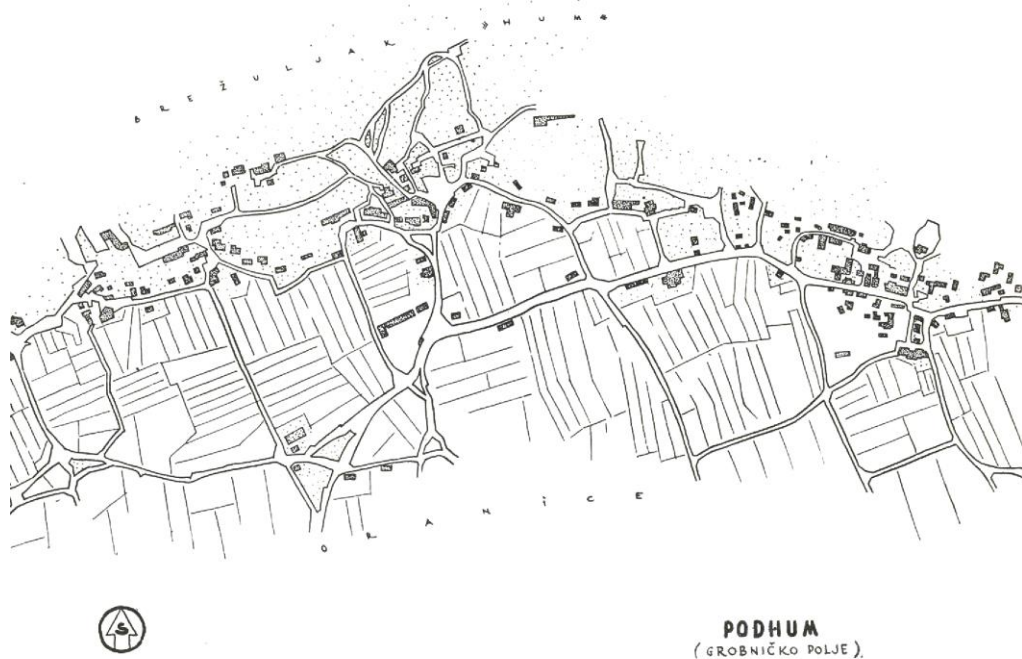 BREŽULJAK »HUM«
ORANICE
S
PODHUM
(GROBNIČKO POLJE)